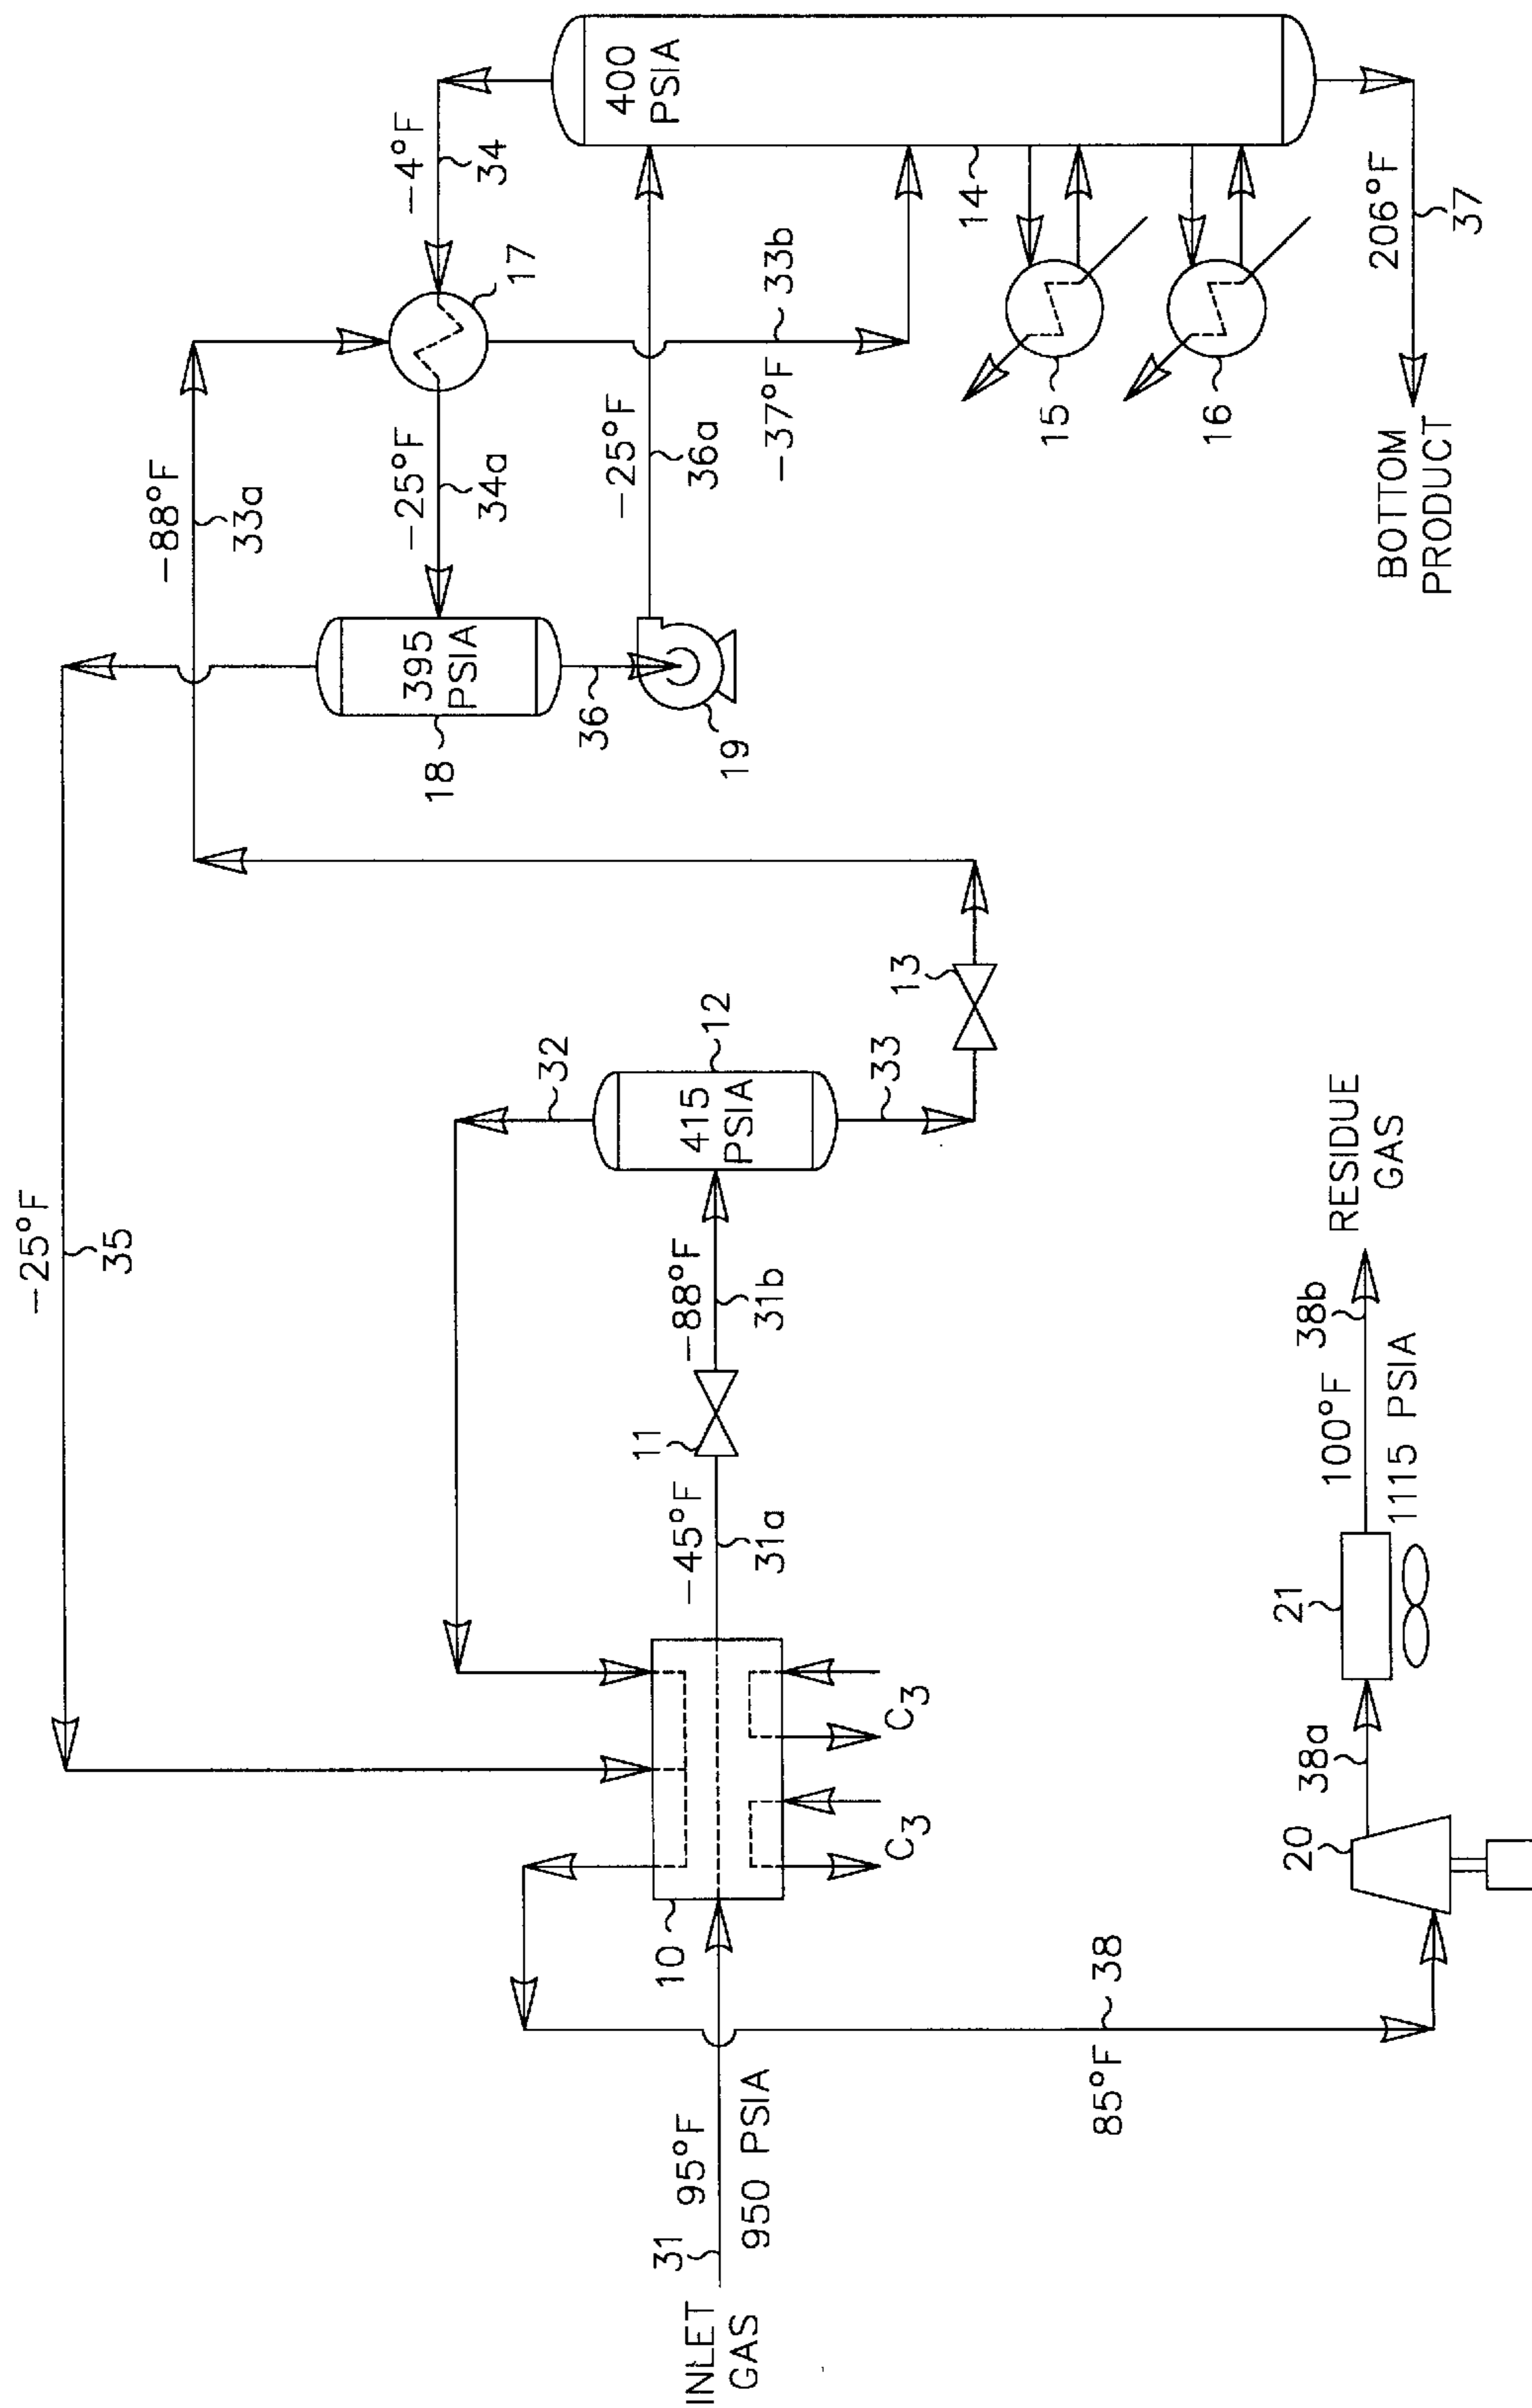 -25°F
35
-88°F
33a
-4°F
34
17
-25°F
34a
395
PSIA
18
36
19
-25°F
36a
-37°F
33b
400
PSIA
14
15
16
206°F
37
BOTTOM
PRODUCT
32
415
PSIA
12
33
13
-88°F
31b
11
-45°F
31a
10
C3
C3
INLET
GAS
31
95°F
950 PSIA
85°F
38
20
38a
21
100°F
38b
1115 PSIA
RESIDUE
GAS